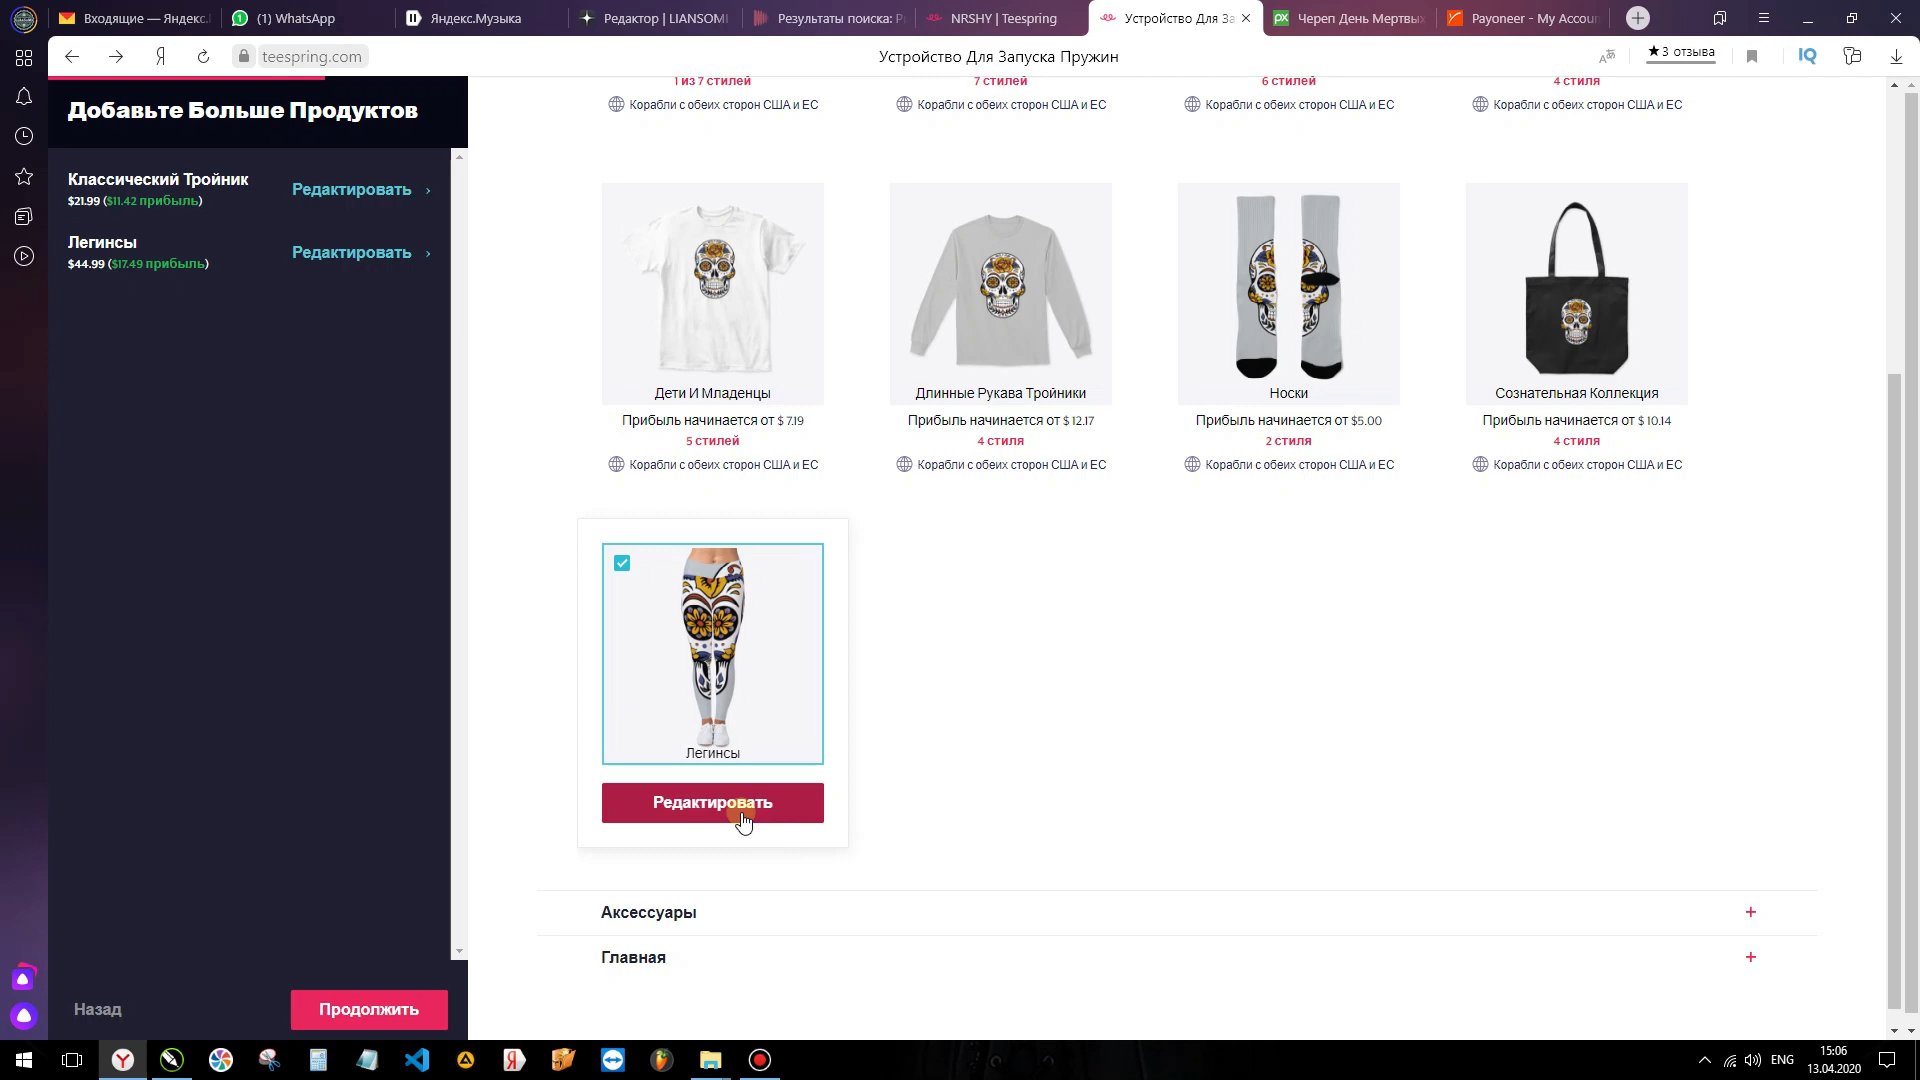 Входящие — Яндекс.
(1) WhatsApp
Яндекс.Музыка
Редактор | LIANSOM
Результаты поиска: P
NRSHY | Teespring
Устройство Для За
Череп День Мертвы
Payoneer - My Accoun
teespring.com
Устройство Для Запуска Пружин
★3 отзыва
IQ
Добавьте Больше Продуктов
Классический Тройник
$21.99 ($11.42 прибыль)
Редактировать
Легинсы
$44.99 ($17.49 прибыль)
Редактировать
1 из 7 стилей
7 стилей
6 стилей
4 стиля
Корабли с обеих сторон США и ЕС
Корабли с обеих сторон США и ЕС
Корабли с обеих сторон США и ЕС
Корабли с обеих сторон США и ЕС
Дети И Младенцы
Длинные Рукава Тройники
Носки
Сознательная Коллекция
Прибыль начинается от $ 7.19
Прибыль начинается от $ 12.17
Прибыль начинается от $5.00
Прибыль начинается от $ 10.14
5 стилей
4 стиля
2 стиля
4 стиля
Корабли с обеих сторон США и ЕС
Корабли с обеих сторон США и ЕС
Корабли с обеих сторон США и ЕС
Корабли с обеих сторон США и ЕС
Легинсы
Редактировать
Аксессуары
Главная
Назад
Продолжить
ENG
15:06
13.04.2020